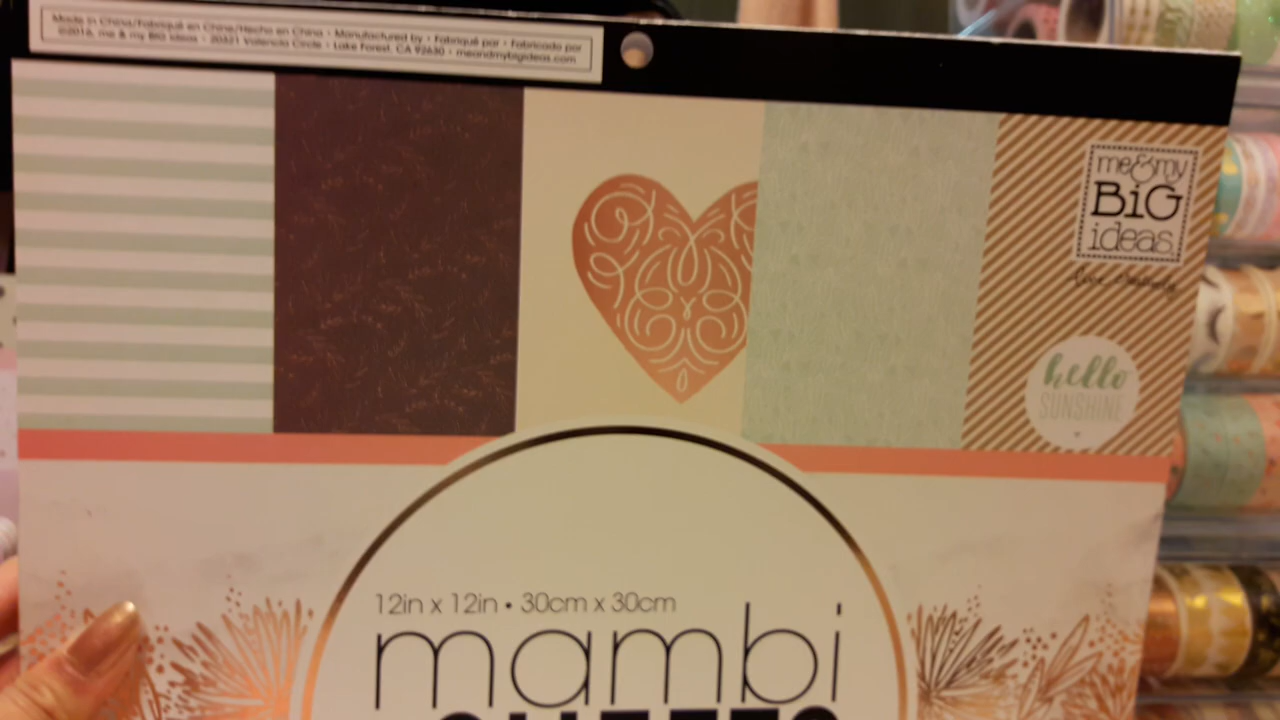 Made in China/Fabriqué en Chine/Hecho en China • Manufactured by • Fabriqué par • Fabricado por
©2016, me & my BIG ideas • 20321 Valencia Circle • Lake Forest, CA 92630 • meandmybigideas.com
me&my
BiG
ideas
hello
SUNSHINE
12in x 12in • 30cm x 30cm
mambi
SHEETS